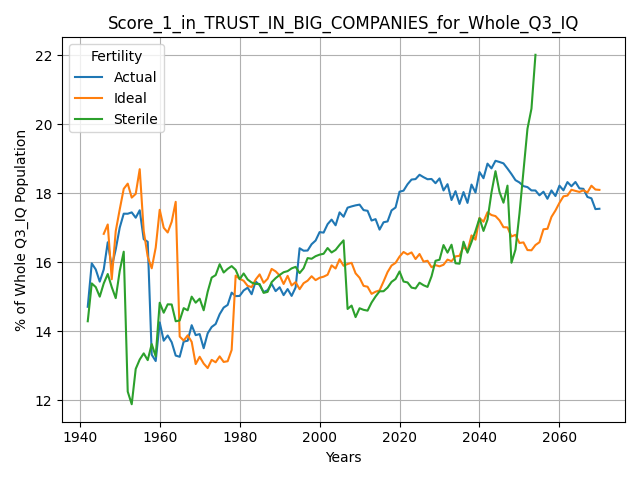 Score_1_in_TRUST_IN_BIG_COMPANIES_for_Whole_Q3_IQ
Fertility
Actual
Ideal
Sterile
% of Whole Q3_IQ Population
22
20
18
16
14
12
1940
1960
1980
2000
2020
2040
2060
Years